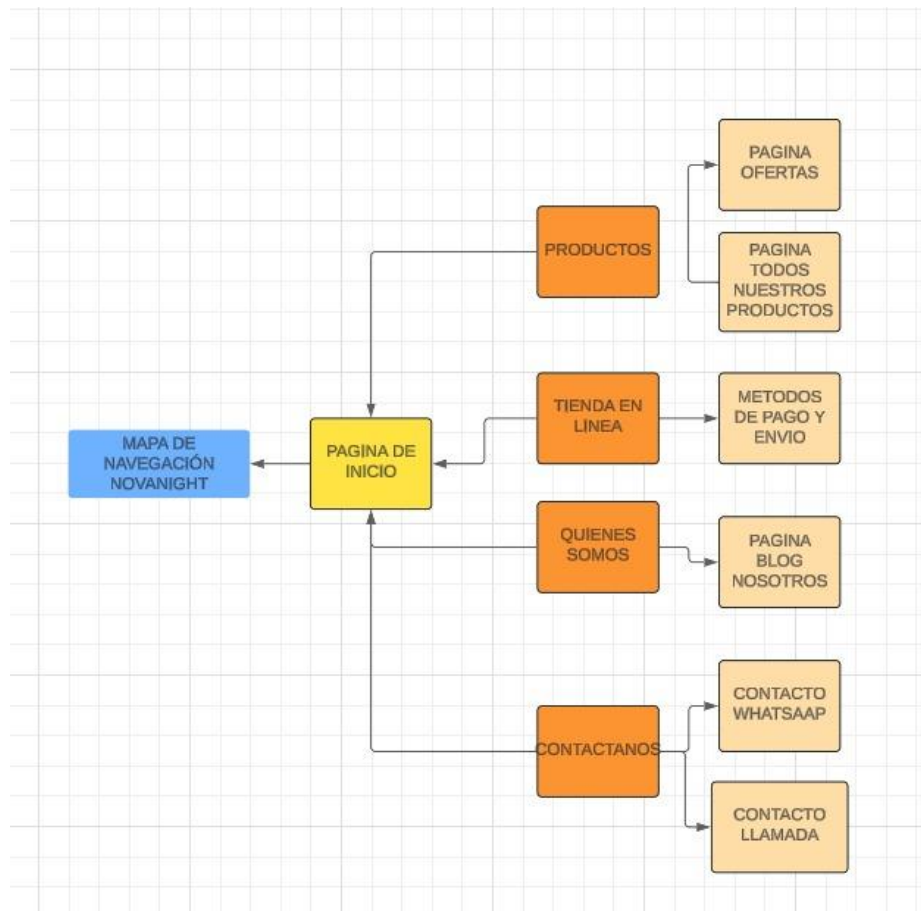 PAGINA
OFERTAS
PRODUCTOS
PAGINA
TODOS
NUESTROS
PRODUCTOS
TIENDA EN
LÍNEA
METODOS
DE PAGO Y
ENVIO
MAPA DE
NAVEGACIÓN
NOVANIGHT
PAGINA DE
INICIO
QUIENES
SOMOS
PAGINA
BLOG
NOSOTROS
CONTACTO
WHATSAAP
CONTACTANOS
CONTACTO
LLAMADA